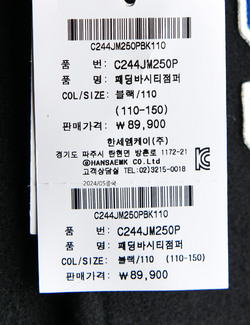 C244JM250PBK110
품 번: C244JM250P
품 명: 패딩바시티점퍼
COL/SIZE: 블랙/110
(110-150)
판매가격: ₩89,900
한세엠케이(주)
경기도 파주시 탄현면 방촌로 1172-21
@HANSAEMK CO.Ltd
고객상담실 TEL:02)3215-0018
2024/05중국
C244JM250PBK110
품 번: C244JM250P
품 명: 패딩바시티점퍼
COL/SIZE: 블랙/110 (110-150)
판매가격: ₩89,900